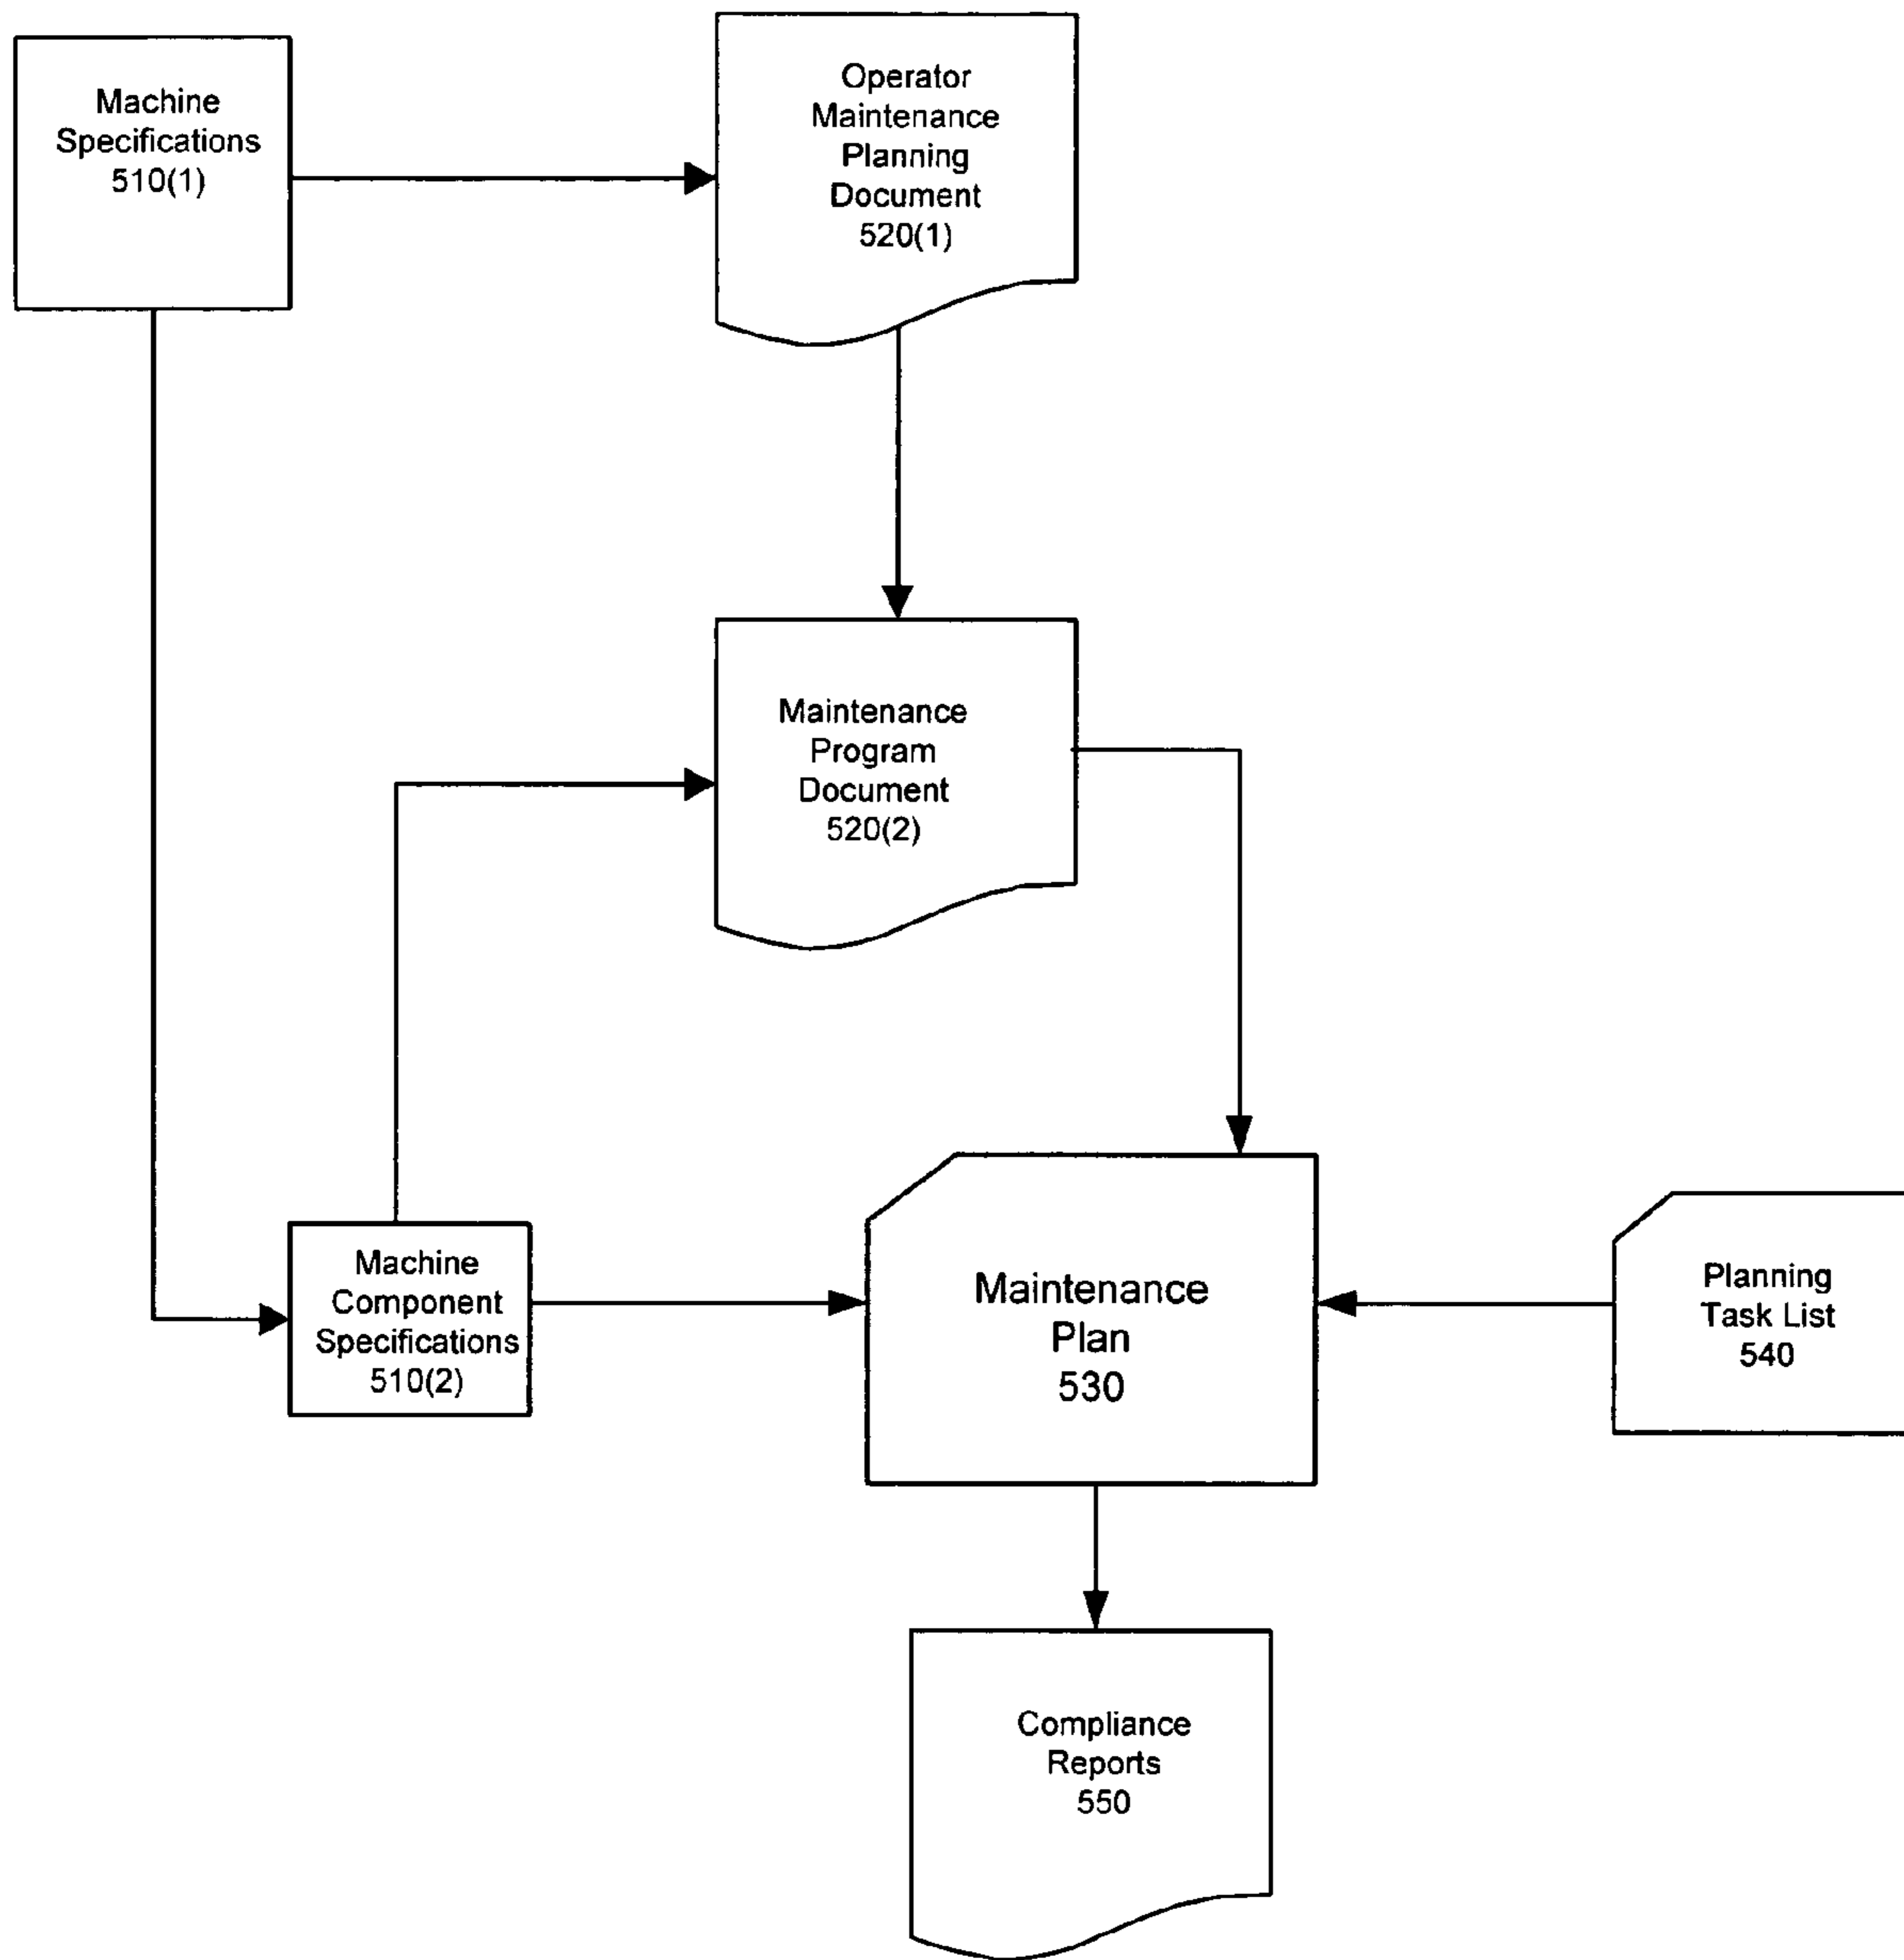 Machine
Specifications
510(1)
Operator
Maintenance
Planning
Document
520(1)
Maintenance
Program
Document
520(2)
Machine
Component
Specifications
510(2)
Maintenance
Plan
530
Planning
Task List
540
Compliance
Reports
550